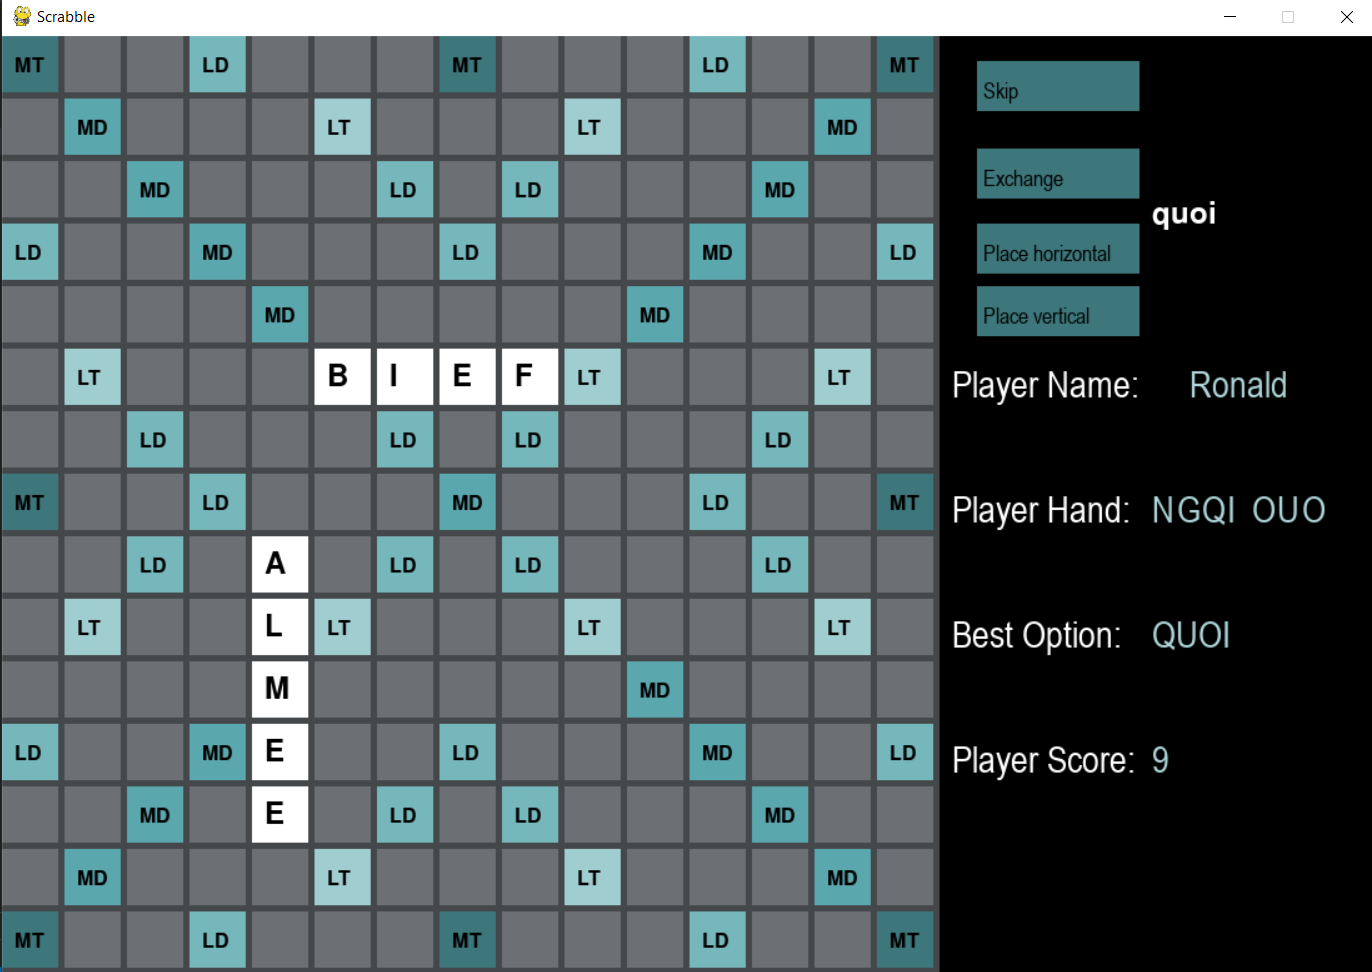 Scrabble
MT LD MT LD MT
MD LT LT MD
MD LD LD MD
LD MD LD MD LD
MD MD
LT B I E F LT LT
LD LD LD LD
MT LD MD LD MT
LD A LD LD LD
LT L LT LT LT
M MD
LD MD E LD MD LD
MD E LD LD MD
MD LT LT MD
MT LD MT LD MT
Skip
Exchange
quoi
Place horizontal
Place vertical
Player Name: Ronald
Player Hand: NGQI OUO
Best Option: QUOI
Player Score: 9